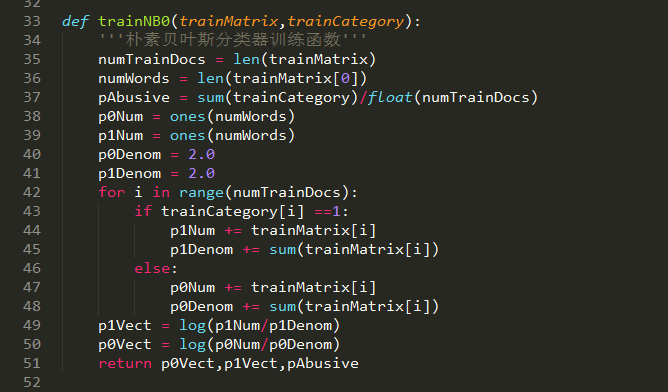 32
33 def trainNB0(trainMatrix,trainCategory):
34     '''朴素贝叶斯分类器训练函数'''
35     numTrainDocs = len(trainMatrix)
36     numWords = len(trainMatrix[0])
37     pAbusive = sum(trainCategory)/float(numTrainDocs)
38     p0Num = ones(numWords)
39     p1Num = ones(numWords)
40     p0Denom = 2.0
41     p1Denom = 2.0
42     for i in range(numTrainDocs):
43         if trainCategory[i] ==1:
44             p1Num += trainMatrix[i]
45             p1Denom += sum(trainMatrix[i])
46         else:
47             p0Num += trainMatrix[i]
48             p0Denom += sum(trainMatrix[i])
49     p1Vect = log(p1Num/p1Denom)
50     p0Vect = log(p0Num/p0Denom)
51     return p0Vect,p1Vect,pAbusive
52